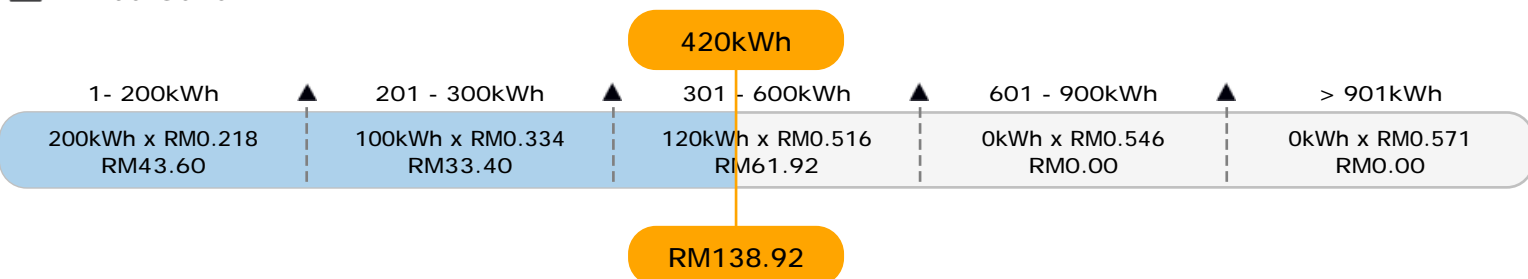 420kWh
1- 200kWh
201 - 300kWh
301 - 600kWh
601 - 900kWh
> 901kWh
200kWh x RM0.218
RM43.60
100kWh x RM0.334
RM33.40
120kWh x RM0.516
RM61.92
0kWh x RM0.546
RM0.00
0kWh x RM0.571
RM0.00
RM138.92